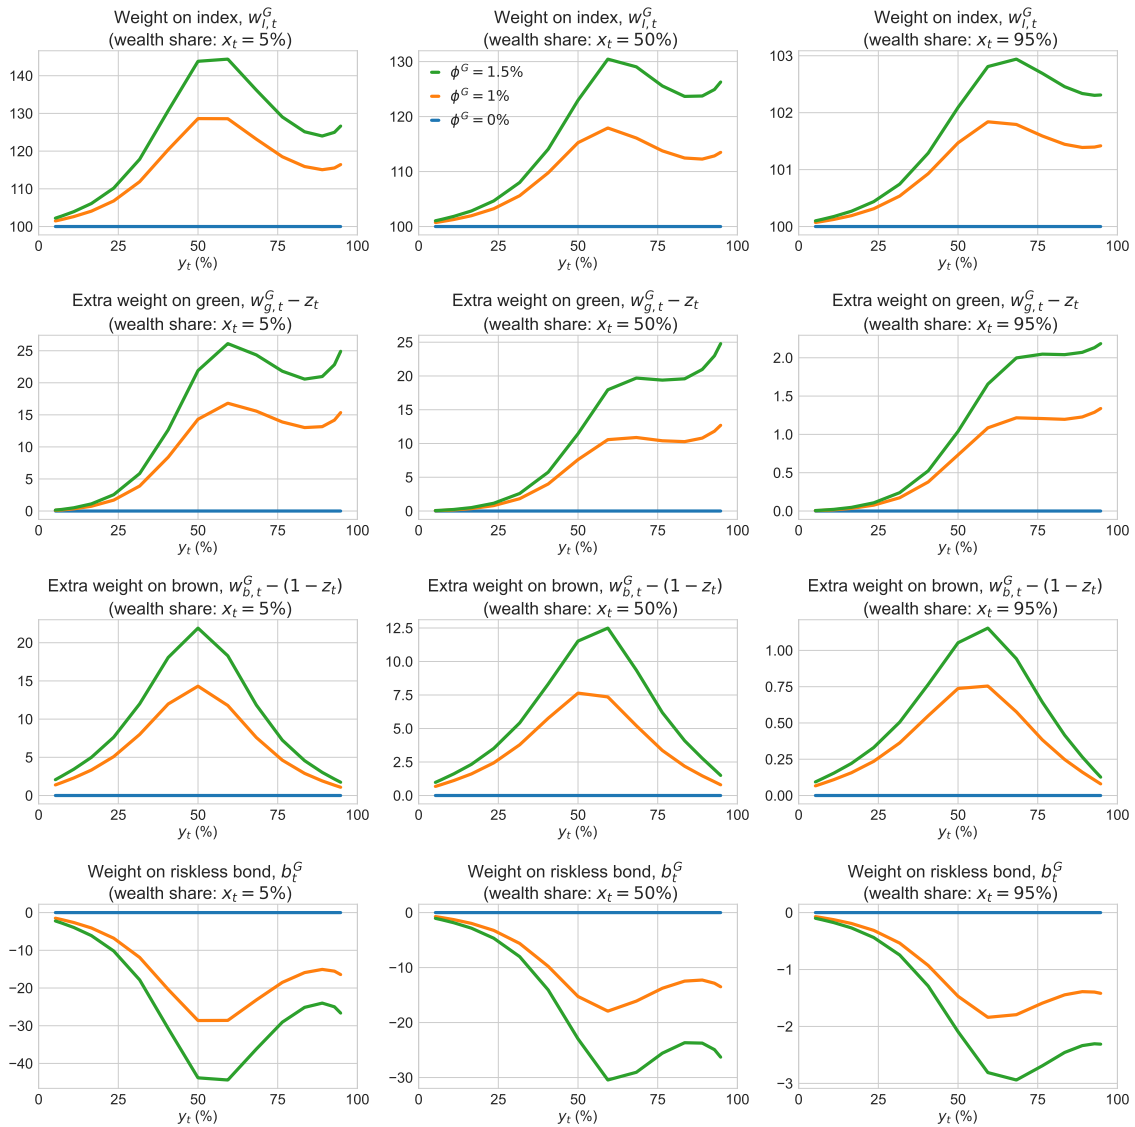 Weight on index, $w^G_{I,t}$
(wealth share: $x_t = 5\%$)
140
130
120
110
100
0 25 50 75 100
$y_t$ (%)
Weight on index, $w^G_{I,t}$
(wealth share: $x_t = 50\%$)
130
120
110
100
$\phi^G = 1.5\%$
$\phi^G = 1\%$
$\phi^G = 0\%$
0 25 50 75 100
$y_t$ (%)
Weight on index, $w^G_{I,t}$
(wealth share: $x_t = 95\%$)
103
102
101
100
0 25 50 75 100
$y_t$ (%)
Extra weight on green, $w^G_{g,t} - z_t$
(wealth share: $x_t = 5\%$)
25
20
15
10
5
0
0 25 50 75 100
$y_t$ (%)
Extra weight on green, $w^G_{g,t} - z_t$
(wealth share: $x_t = 50\%$)
25
20
15
10
5
0
0 25 50 75 100
$y_t$ (%)
Extra weight on green, $w^G_{g,t} - z_t$
(wealth share: $x_t = 95\%$)
2.0
1.5
1.0
0.5
0.0
0 25 50 75 100
$y_t$ (%)
Extra weight on brown, $w^G_{b,t} - (1 - z_t)$
(wealth share: $x_t = 5\%$)
20
15
10
5
0
0 25 50 75 100
$y_t$ (%)
Extra weight on brown, $w^G_{b,t} - (1 - z_t)$
(wealth share: $x_t = 50\%$)
12.5
10.0
7.5
5.0
2.5
0.0
0 25 50 75 100
$y_t$ (%)
Extra weight on brown, $w^G_{b,t} - (1 - z_t)$
(wealth share: $x_t = 95\%$)
1.00
0.75
0.50
0.25
0.00
0 25 50 75 100
$y_t$ (%)
Weight on riskless bond, $b^G_t$
(wealth share: $x_t = 5\%$)
0
−10
−20
−30
−40
0 25 50 75 100
$y_t$ (%)
Weight on riskless bond, $b^G_t$
(wealth share: $x_t = 50\%$)
0
−10
−20
−30
0 25 50 75 100
$y_t$ (%)
Weight on riskless bond, $b^G_t$
(wealth share: $x_t = 95\%$)
0
−1
−2
−3
0 25 50 75 100
$y_t$ (%)